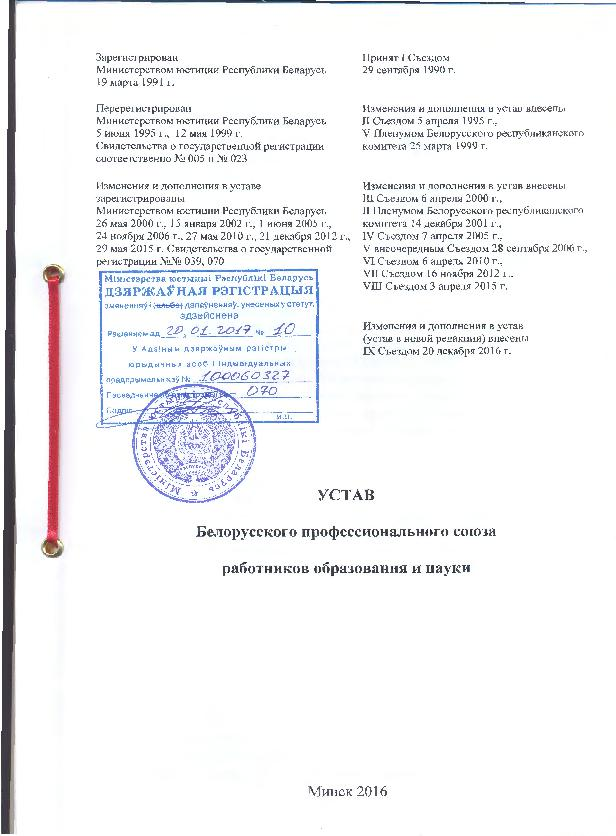 Зарегистрирован
Министерством юстиции Республики Беларусь
19 марта 1991 г.
Принят I Съездом
29 сентября 1990 г.
Перерегистрирован
Министерством юстиции Республики Беларусь
5 июня 1995 г., 12 мая 1999 г.
Свидетельства о государственной регистрации
соответственно № 005 и № 023
Изменения и дополнения в устав внесены
II Съездом 5 апреля 1995 г.,
V Пленумом Белорусского республиканского
комитета 25 марта 1999 г.
Изменения и дополнения в уставе
зарегистрированы
Министерством юстиции Республики Беларусь
26 мая 2000 г., 15 января 2002 г., 1 июня 2005 г.,
24 ноября 2006 г., 27 мая 2010 г., 21 декабря 2012 г.,
29 мая 2015 г. Свидетельства о государственной
регистрации №№ 039, 070
Изменения и дополнения в устав внесены
III Съездом 6 апреля 2000 г.,
II Пленумом Белорусского республиканского
комитета 14 декабря 2001 г.,
IV Съездом 7 апреля 2005 г.,
V внеочередным Съездом 28 сентября 2006 г.,
VI Съездом 6 апреля 2010 г.,
VII Съездом 16 ноября 2012 г.,
VIII Съездом 3 апреля 2015 г.
Изменения и дополнения в устав
(устав в новой редакции) внесены
IX Съездом 20 декабря 2016 г.
Міністэрства юстыцыі Рэспублікі Беларусь
ДЗЯРЖАЎНАЯ РЭГІСТРАЦЫЯ
змяненняў і (альбо) дапаўненняў, унесеных у статут,
здзейснена
Рашэннем ад 20.01.2017 № 10
У Адзіным дзяржаўным рэгістры
юрыдычных асоб і індывідуальных
прадпрымальнікаў № 100060327
070
Подпіс
М.П.
УСТАВ
Белорусского профессионального союза
работников образования и науки
Минск 2016